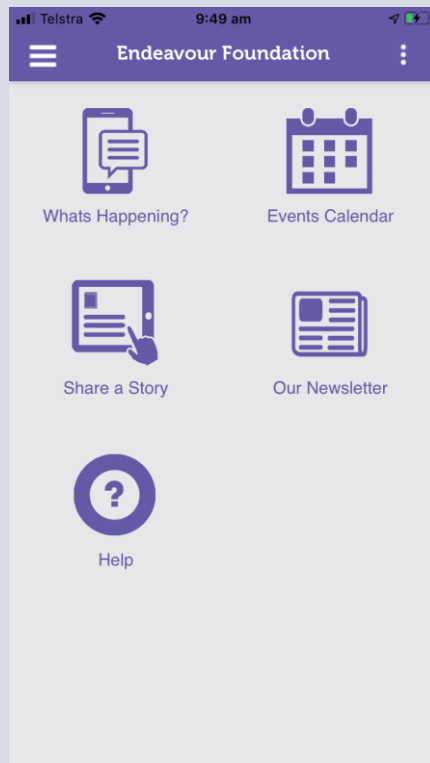 Telstra 9:49 am
Endeavour Foundation
Whats Happening? Events Calendar
Share a Story Our Newsletter
?
Help